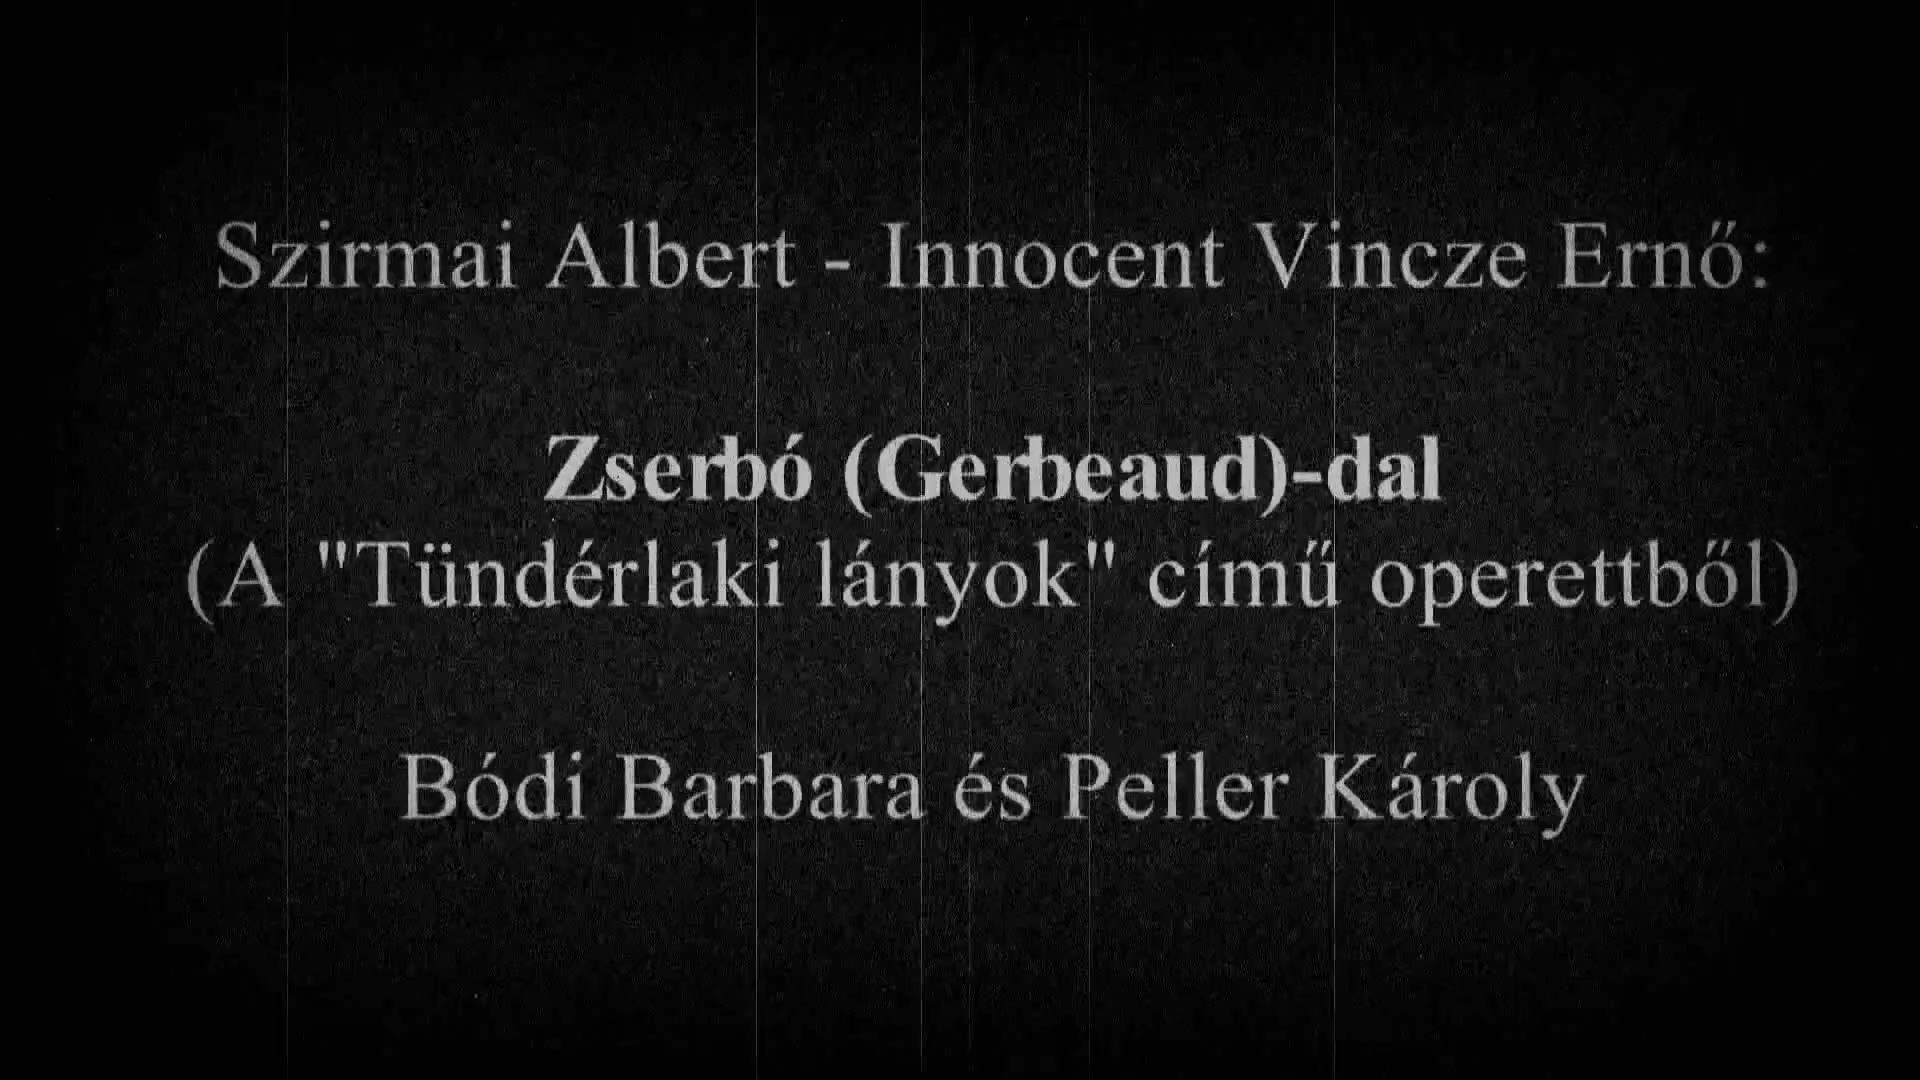 Szirmai Albert - Innocent Vincze Ernő:
Zserbó (Gerbeaud)-dal
(A "Tündérlaki lányok" című operettből)
Bódi Barbara és Peller Károly